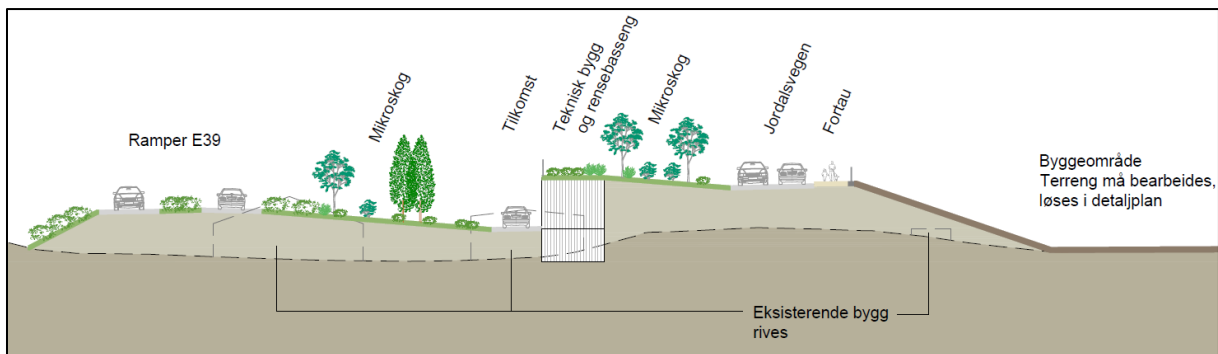 Ramper E39
Mikroskog
Tilkomst
Teknisk bygg
og rensebasseng
Mikroskog
Jordalsvegen
Fortau
Byggeområde
Terreng må bearbeides,
løses i detaljplan
Eksisterende bygg
rives